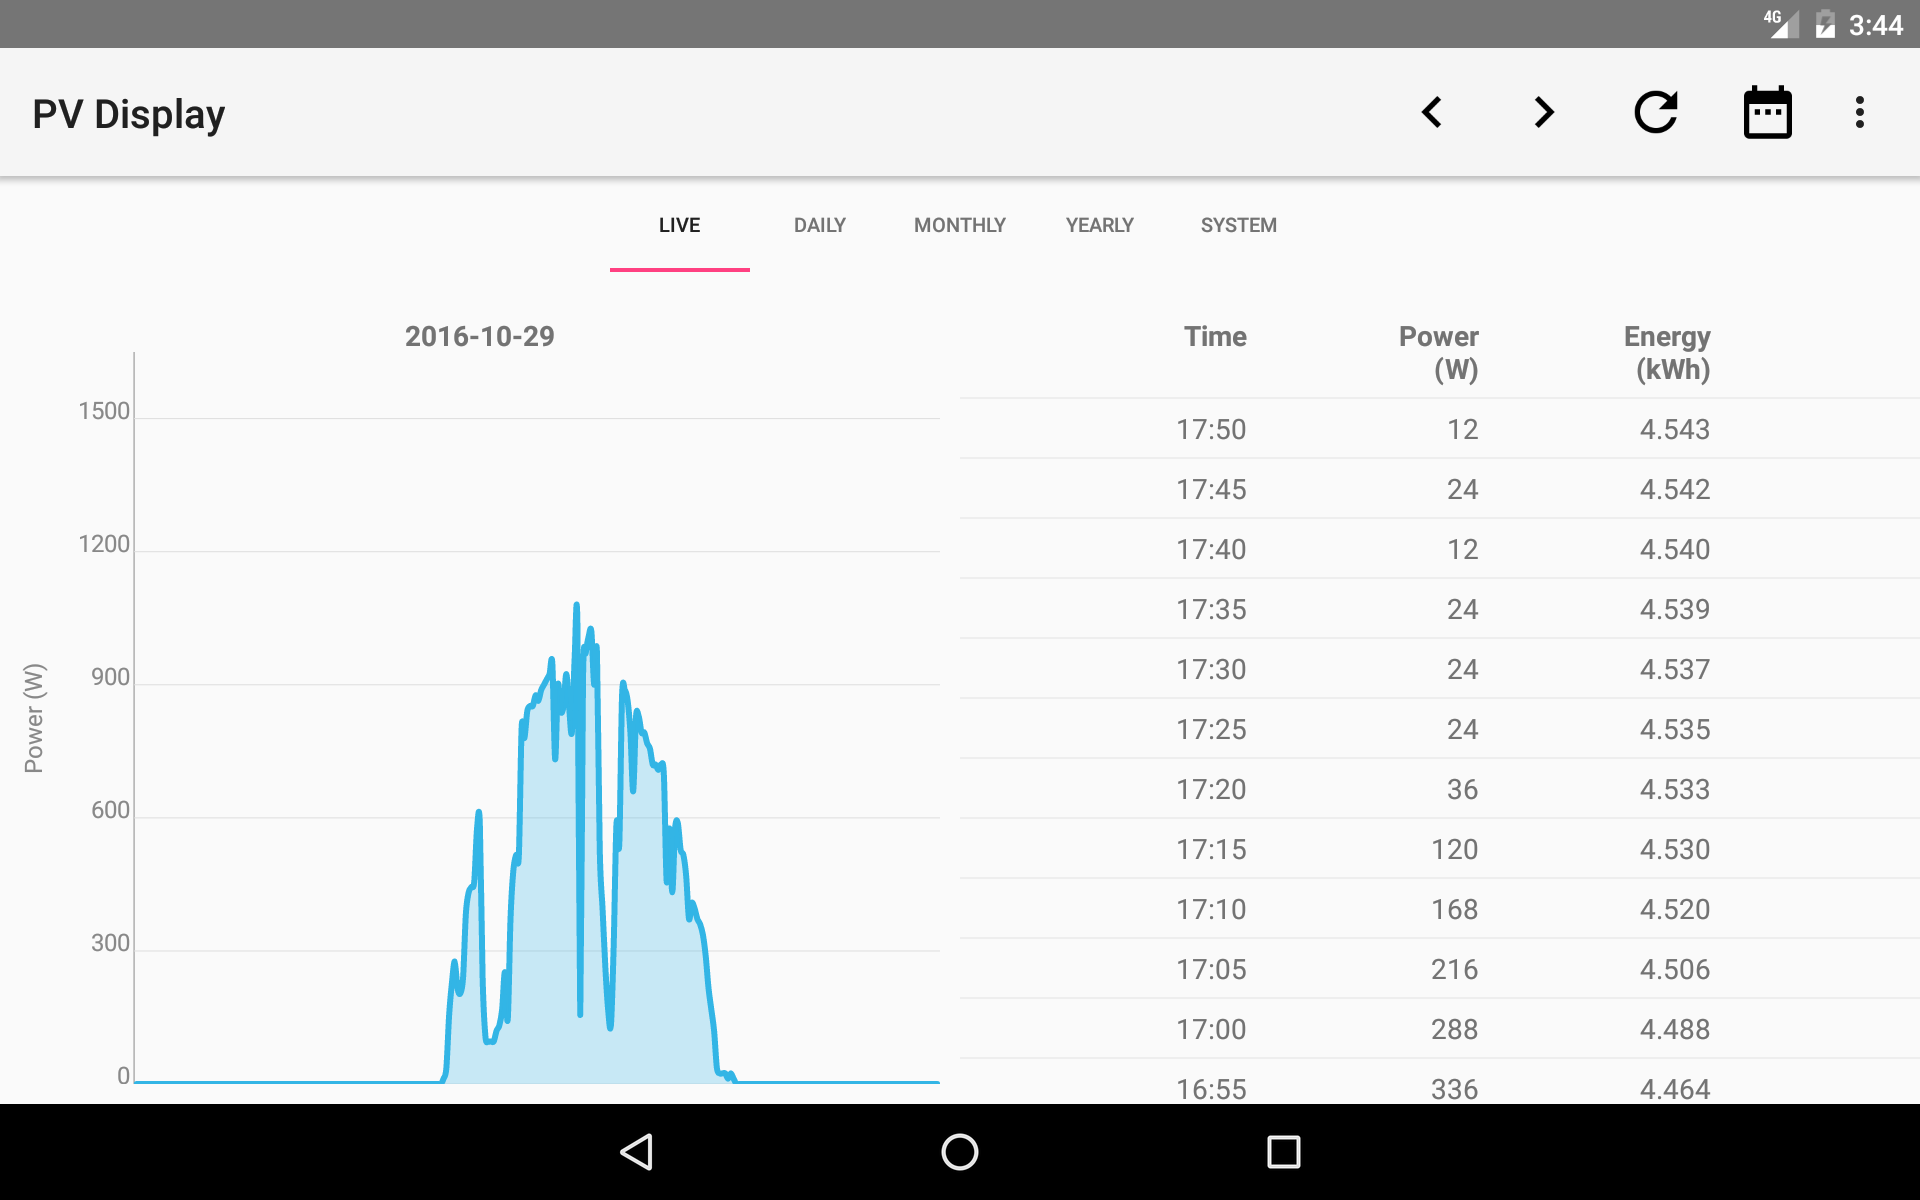 4G 3:44
PV Display
LIVE DAILY MONTHLY YEARLY SYSTEM
2016-10-29
1500
1200
900
600
300
0
Power (W)
Time Power (W) Energy (kWh)
17:50 12 4.543
17:45 24 4.542
17:40 12 4.540
17:35 24 4.539
17:30 24 4.537
17:25 24 4.535
17:20 36 4.533
17:15 120 4.530
17:10 168 4.520
17:05 216 4.506
17:00 288 4.488
16:55 336 4.464